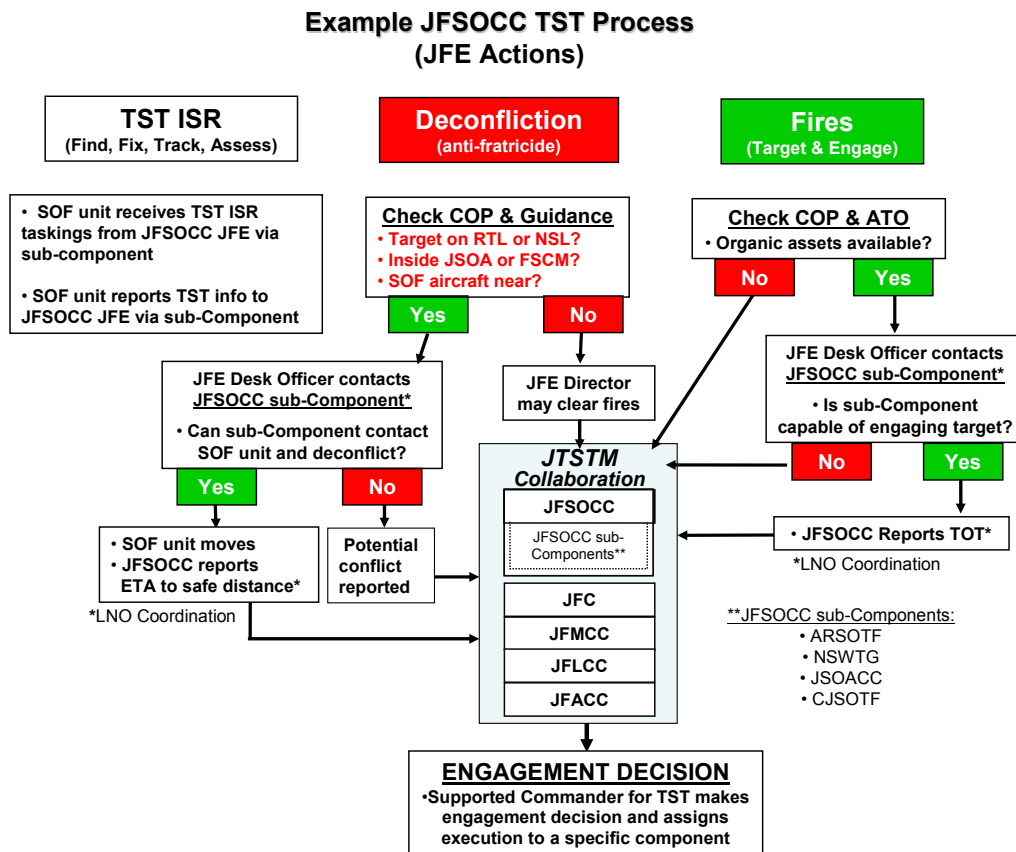 Example JFSOCC TST Process
(JFE Actions)
TST ISR
(Find, Fix, Track, Assess)
• SOF unit receives TST ISR
taskings from JFSOCC JFE via
sub-component
• SOF unit reports TST info to
JFSOCC JFE via sub-Component
Deconfliction
(anti-fratricide)
Check COP & Guidance
• Target on RTL or NSL?
• Inside JSOA or FSCM?
• SOF aircraft near?
Yes
No
JFE Desk Officer contacts
JFSOCC sub-Component*
• Can sub-Component contact
SOF unit and deconflict?
Yes
No
• SOF unit moves
• JFSOCC reports
ETA to safe distance*
*LNO Coordination
Potential
conflict
reported
JFE Director
may clear fires
Fires
(Target & Engage)
Check COP & ATO
• Organic assets available?
No
Yes
JFE Desk Officer contacts
JFSOCC sub-Component*
• Is sub-Component
capable of engaging target?
No
Yes
• JFSOCC Reports TOT*
*LNO Coordination
**JFSOCC sub-Components:
• ARSOTF
• NSWTG
• JSOACC
• CJSOTF
JTSTM
Collaboration
JFSOCC
JFSOCC sub-
Components**
JFC
JFMCC
JFLCC
JFACC
ENGAGEMENT DECISION
•Supported Commander for TST makes
engagement decision and assigns
execution to a specific component